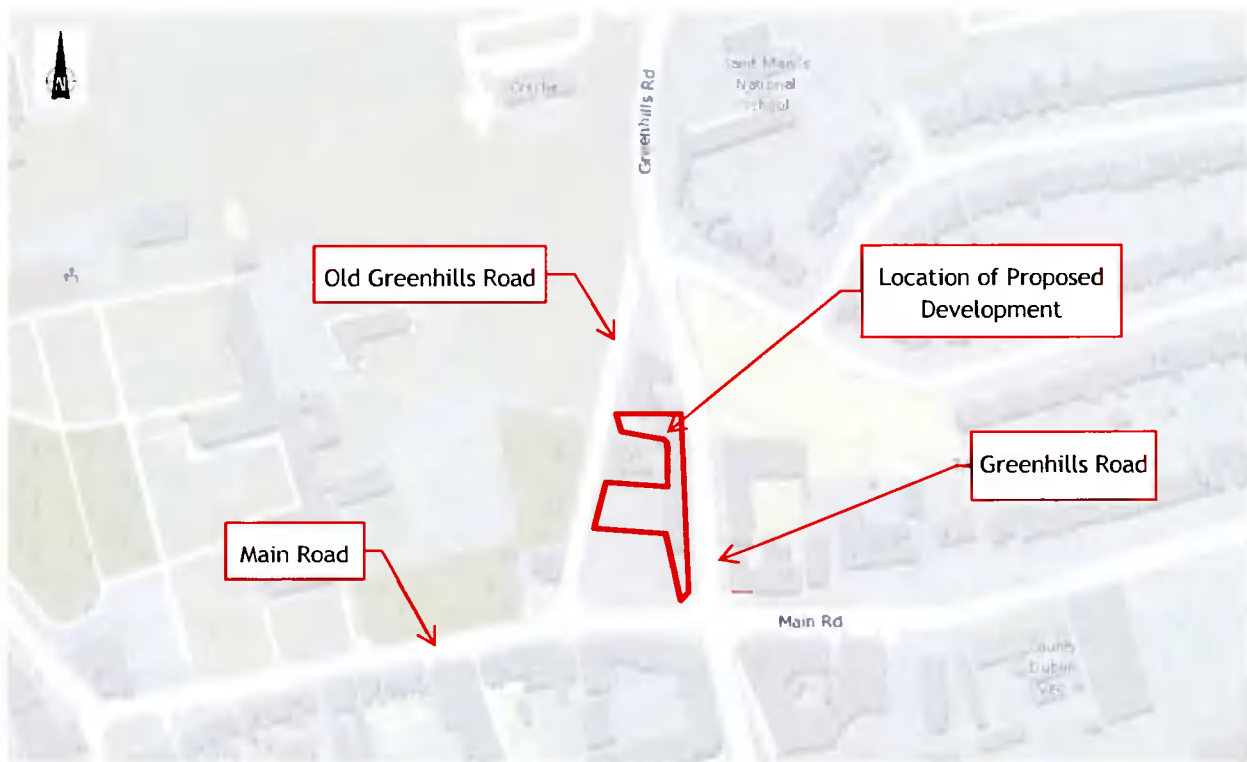 N
Creche
Greenhills Rd
Saint Mary's
National
School
Old Greenhills Road
Location of Proposed
Development
Greenhills Road
Main Road
Main Rd
County
Dublin